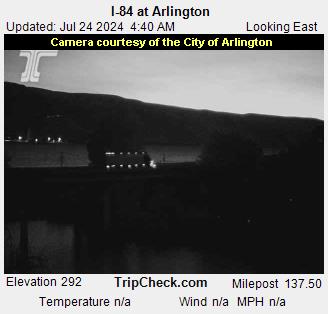 I-84 at Arlington
Updated: Jul 24 2024 4:40 AM Looking East
Camera courtesy of the City of Arlington
Elevation 292 TripCheck.com Milepost 137.50
Temperature n/a Wind n/a MPH n/a